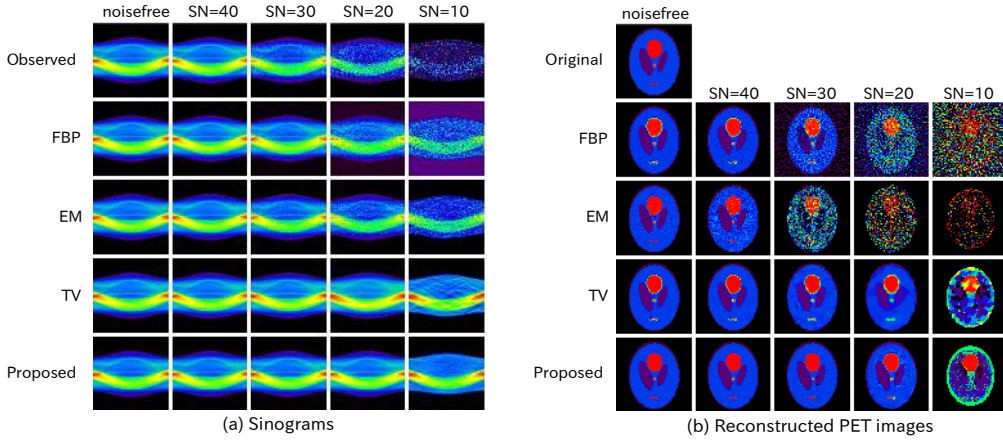 noisefree SN=40 SN=30 SN=20 SN=10
Observed
FBP
EM
TV
Proposed
(a) Sinograms
noisefree
Original
SN=40 SN=30 SN=20 SN=10
FBP
EM
TV
Proposed
(b) Reconstructed PET images